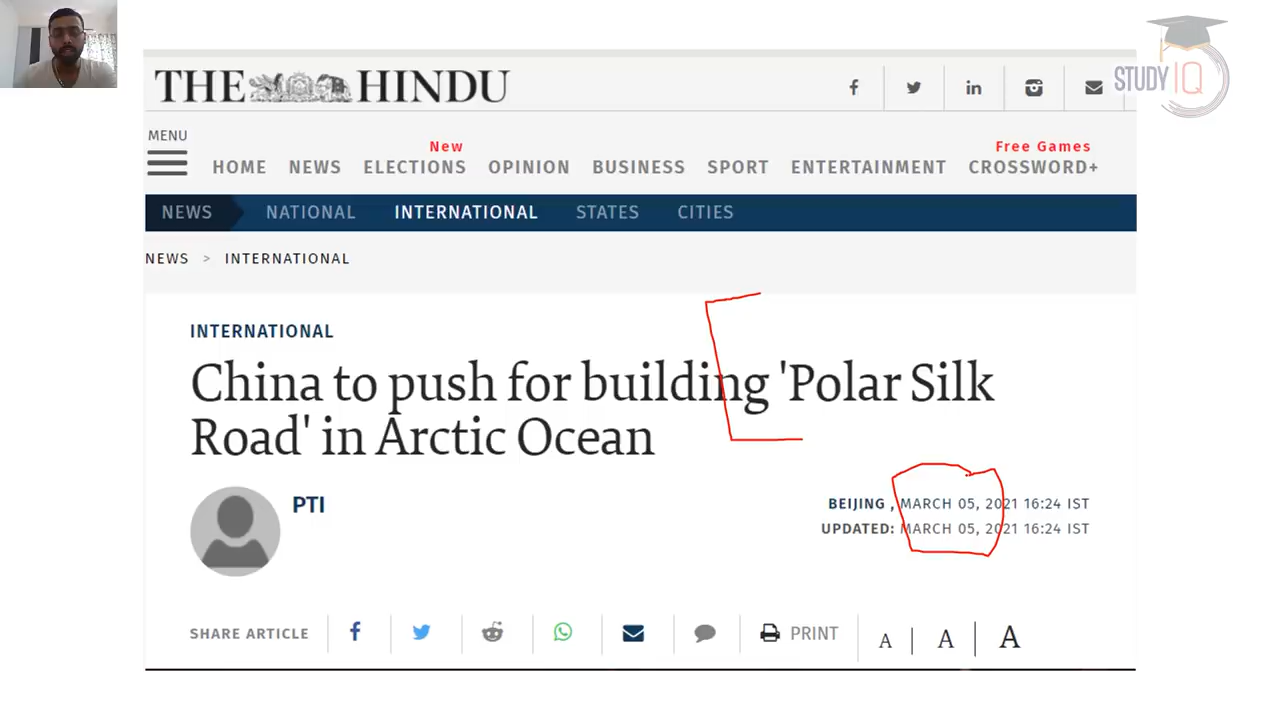 THE HINDU
STUDY IQ
MENU
New
Free Games
HOME NEWS ELECTIONS OPINION BUSINESS SPORT ENTERTAINMENT CROSSWORD+
NEWS NATIONAL INTERNATIONAL STATES CITIES
NEWS > INTERNATIONAL
INTERNATIONAL
China to push for building 'Polar Silk
Road' in Arctic Ocean
PTI
BEIJING , MARCH 05, 2021 16:24 IST
UPDATED: MARCH 05, 2021 16:24 IST
SHARE ARTICLE PRINT A A A